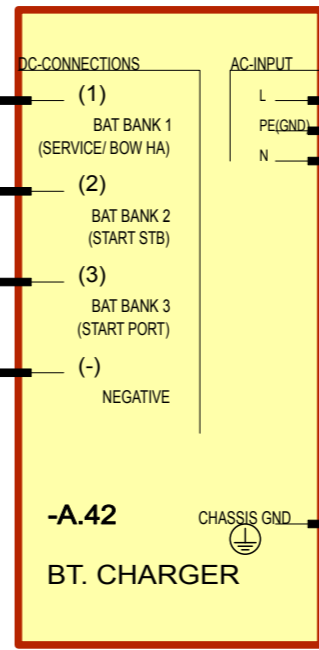 DC-CONNECTIONS
(1)
BAT BANK 1
(SERVICE/ BOW HA)
(2)
BAT BANK 2
(START STB)
(3)
BAT BANK 3
(START PORT)
(-)
NEGATIVE
AC-INPUT
L
PE(GND)
N
-A.42
CHASSIS GND
BT. CHARGER